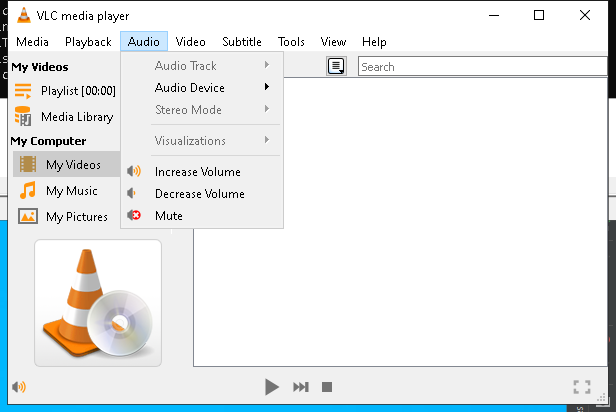 VLC media player
Media Playback Audio Video Subtitle Tools View Help
My Videos
Playlist [00:00]
Media Library
My Computer
My Videos
My Music
My Pictures
Audio Track
Audio Device
Stereo Mode
Visualizations
Increase Volume
Decrease Volume
Mute
Search